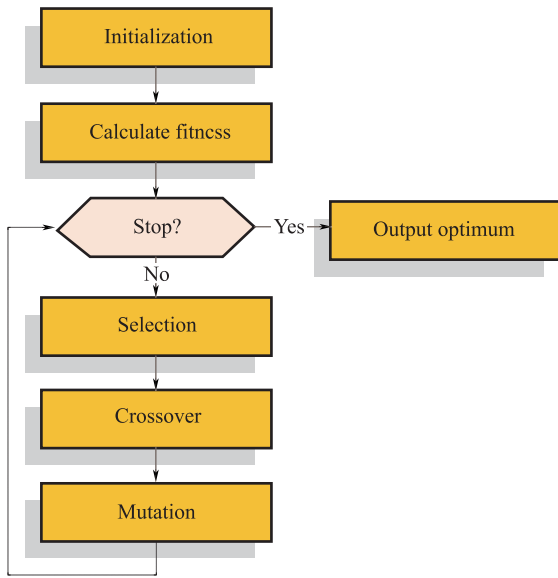 Initialization
Calculate fitncss
Stop?
Yes
Output optimum
No
Selection
Crossover
Mutation